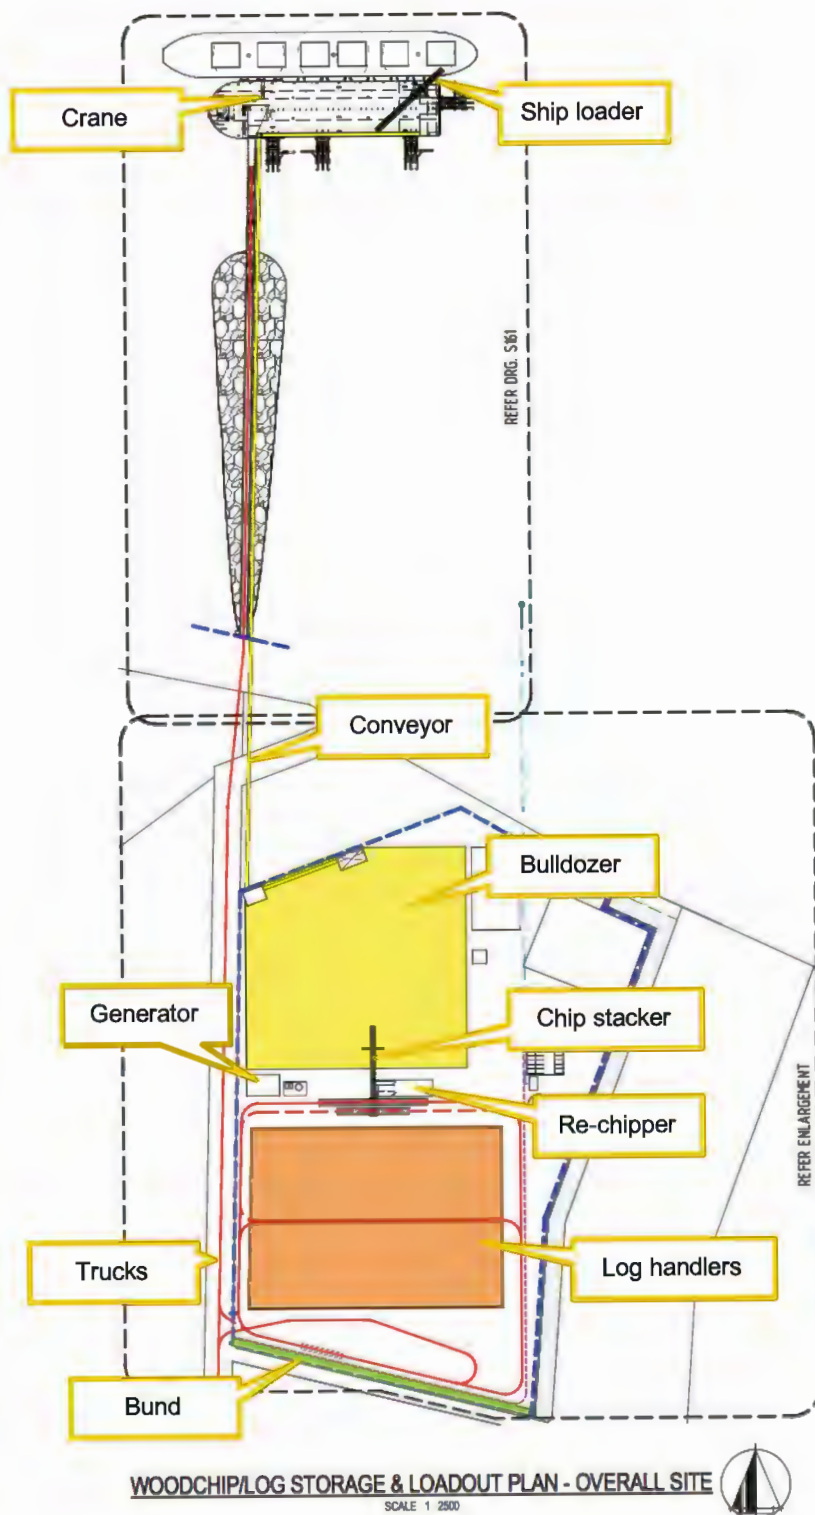 Crane
Ship loader
REFER DRG. S161
Conveyor
Bulldozer
Generator
Chip stacker
Re-chipper
REFER ENLARGEMENT
Trucks
Log handlers
Bund
WOODCHIP/LOG STORAGE & LOADOUT PLAN - OVERALL SITE
SCALE 1 2500